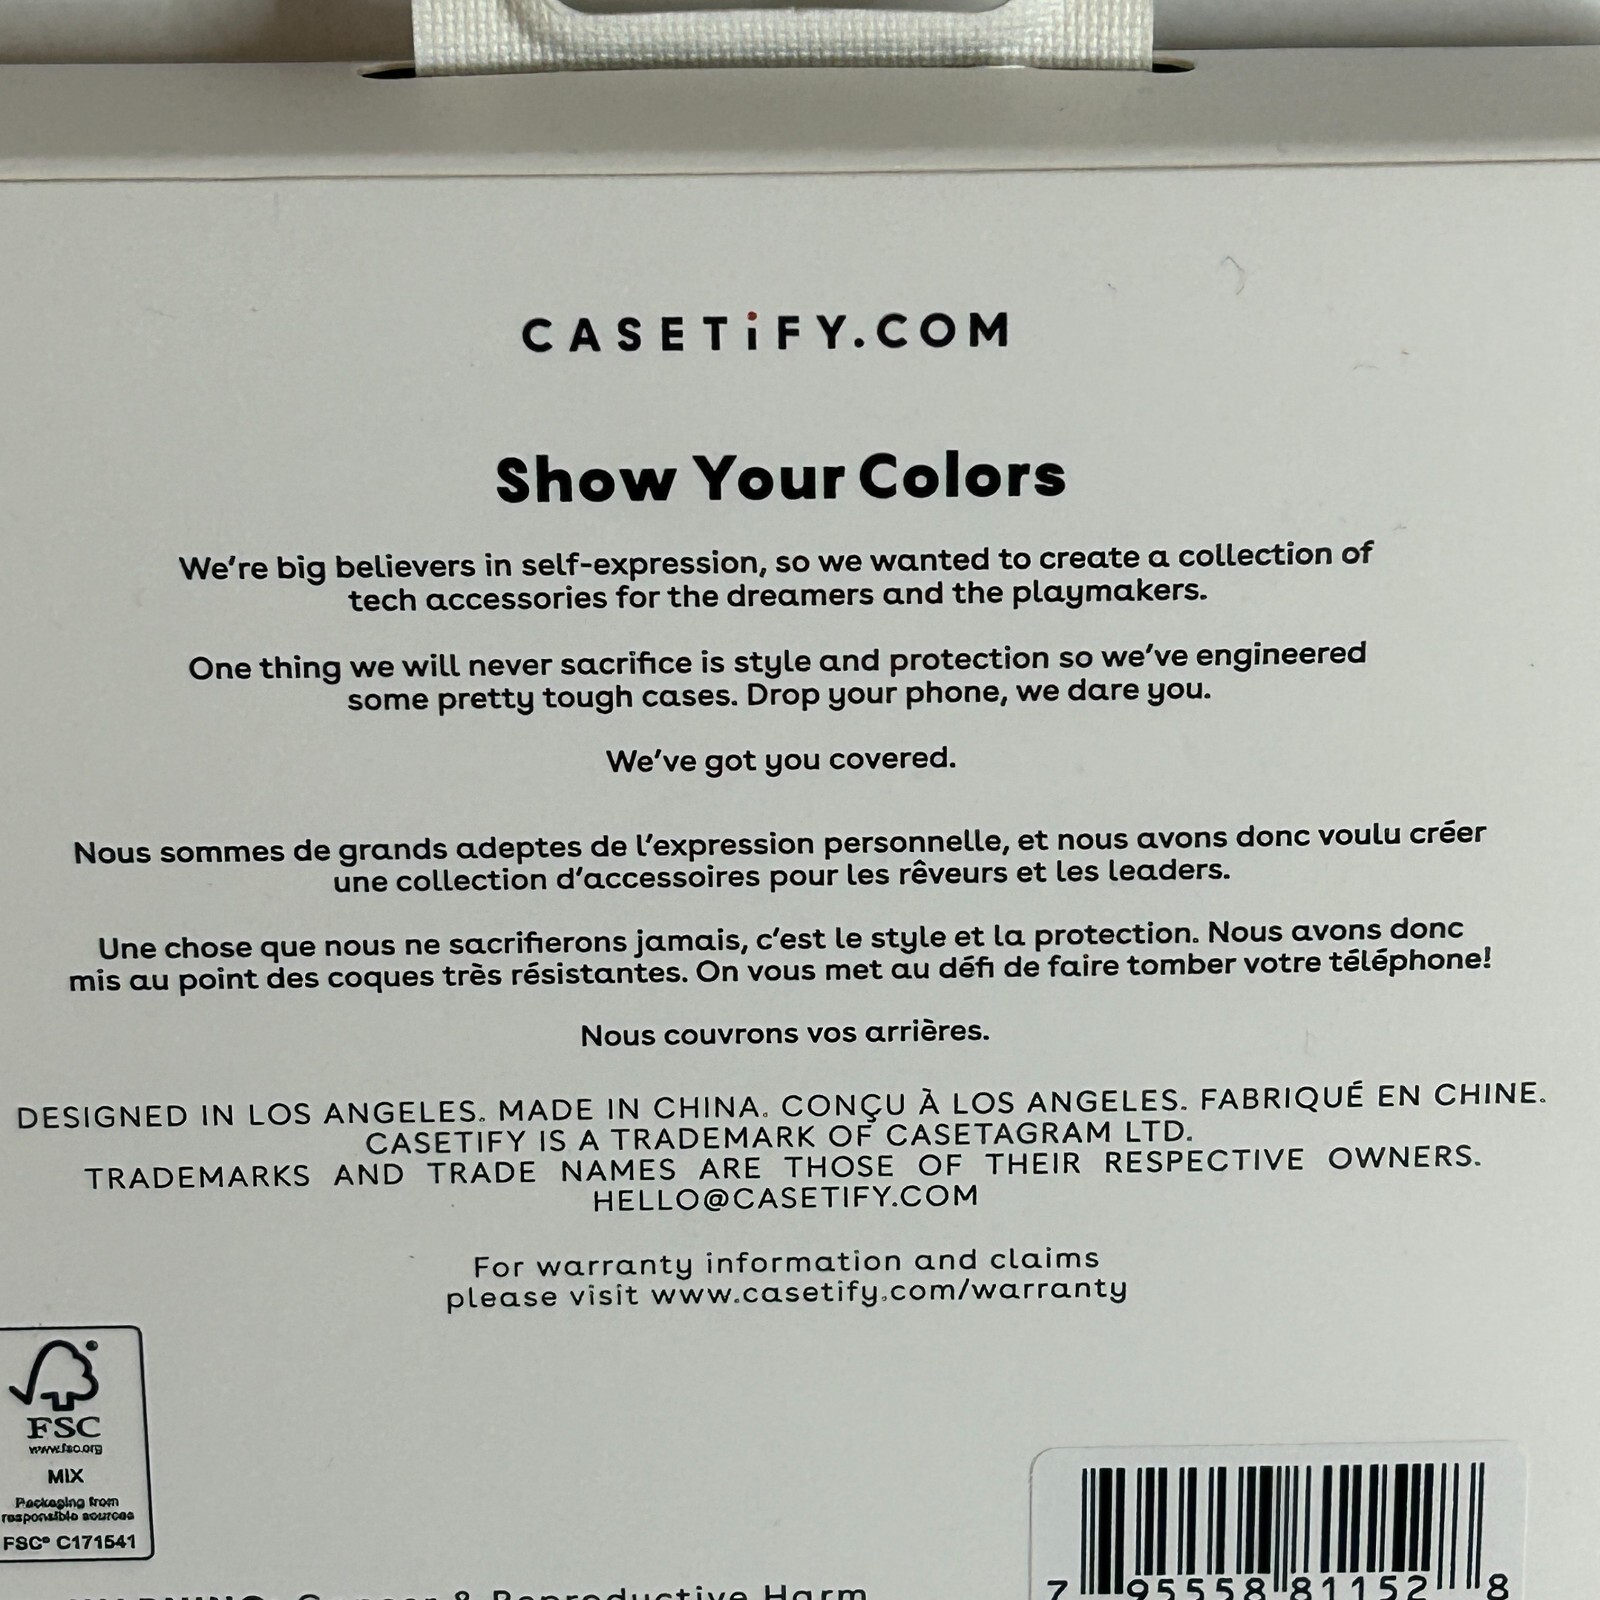 CASETiFY.COM
Show Your Colors
We're big believers in self-expression, so we wanted to create a collection of
tech accessories for the dreamers and the playmakers.
One thing we will never sacrifice is style and protection so we've engineered
some pretty tough cases. Drop your phone, we dare you.
We've got you covered.
Nous sommes de grands adeptes de l'expression personnelle, et nous avons donc voulu créer
une collection d'accessoires pour les rêveurs et les leaders.
Une chose que nous ne sacrifierons jamais, c'est le style et la protection. Nous avons donc
mis au point des coques très résistantes. On vous met au défi de faire tomber votre téléphone!
Nous couvrons vos arrières.
DESIGNED IN LOS ANGELES. MADE IN CHINA. CONÇU À LOS ANGELES. FABRIQUÉ EN CHINE.
CASETIFY IS A TRADEMARK OF CASETAGRAM LTD.
TRADEMARKS AND TRADE NAMES ARE THOSE OF THEIR RESPECTIVE OWNERS.
HELLO@CASETIFY.COM
For warranty information and claims
please visit www.casetify.com/warranty
FSC
www.fsc.org
MIX
Packaging from
responsible sources
FSC® C171541
WARNING: Cancer & Reproductive Harm
7 95558 81152 8